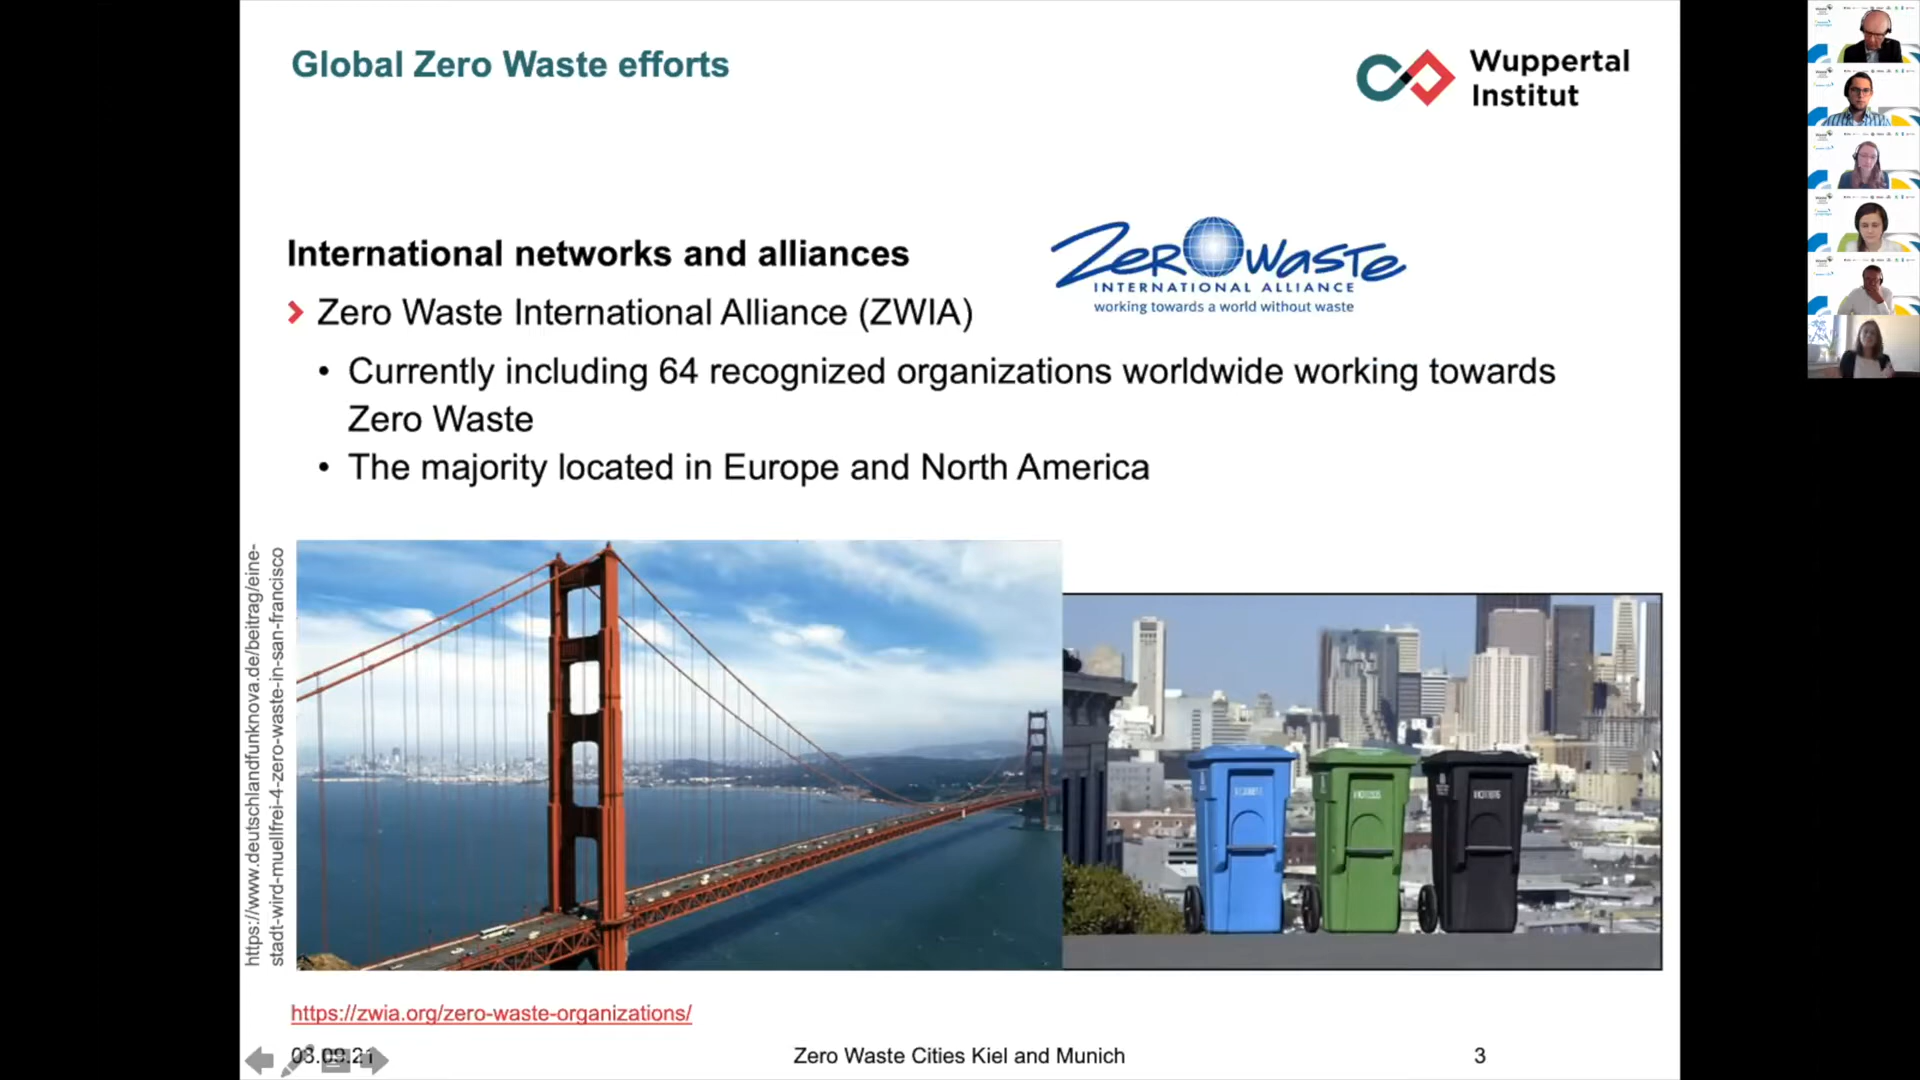 Global Zero Waste efforts
Wuppertal
Institut
International networks and alliances
Zero Waste International Alliance (ZWIA)
ZeroWaste
INTERNATIONAL ALLIANCE
working towards a world without waste
• Currently including 64 recognized organizations worldwide working towards
Zero Waste
• The majority located in Europe and North America
https://www.deutschlandfunknova.de/beitrag/eine-
stadt-wird-muellfrei-4-zero-waste-in-san-francisco
https://zwia.org/zero-waste-organizations/
03.09.21
Zero Waste Cities Kiel and Munich
3